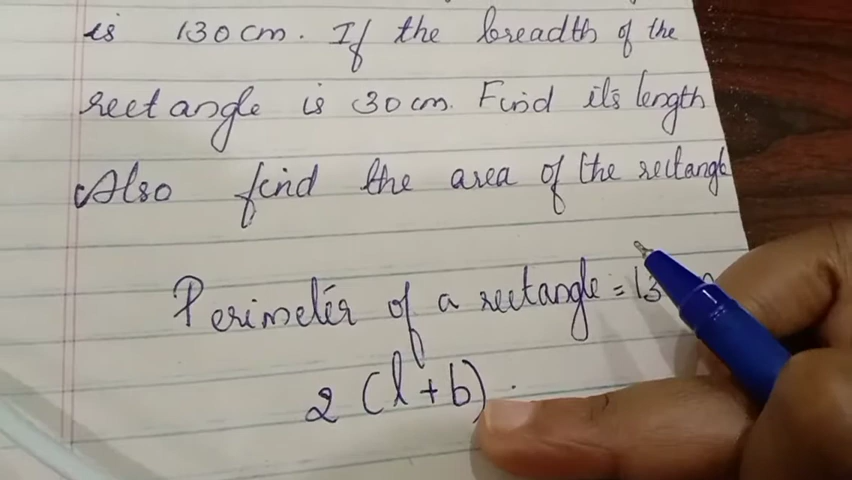 is 130 cm. If the breadth of the
rectangle is 30 cm. Find it's length
Also find the area of the rectangle
Perimeter of a rectangle = 13
2 (l + b)